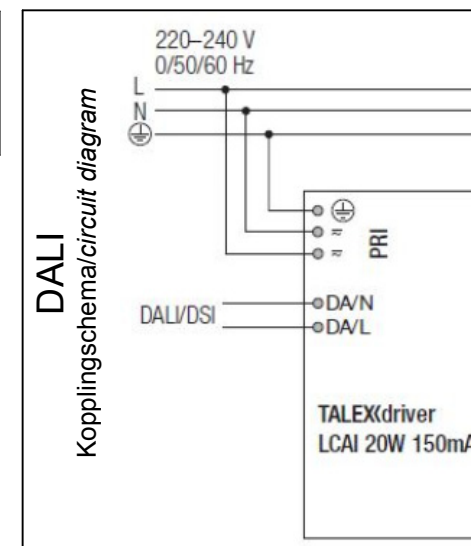 DALI
Kopplingschema/circuit diagram
220–240 V
0/50/60 Hz
L
N
PRI
≂
≂
DALI/DSI
DA/N
DA/L
TALEX(driver
LCAI 20W 150mA